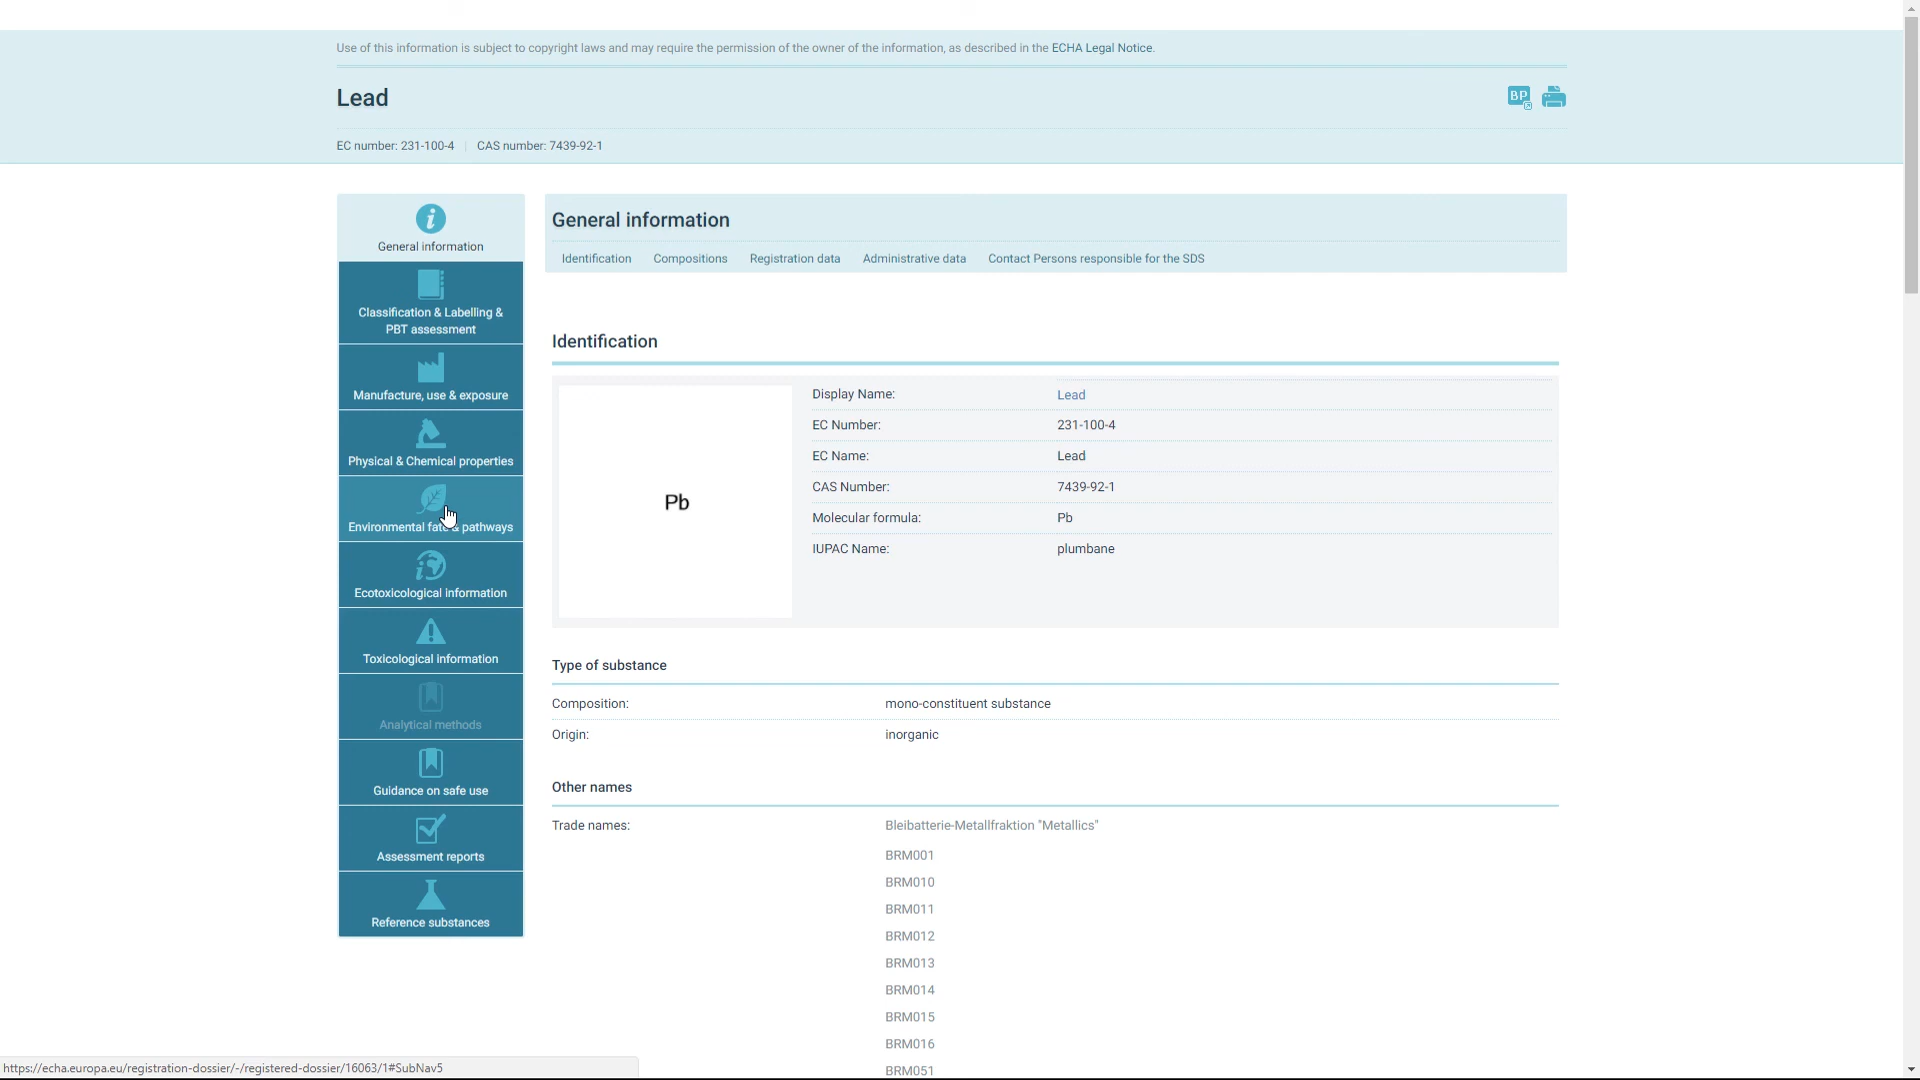 Use of this information is subject to copyright laws and may require the permission of the owner of the information, as described in the ECHA Legal Notice.
Lead
BP
EC number: 231-100-4 | CAS number: 7439-92-1
General information
Classification & Labelling &
PBT assessment
Manufacture, use & exposure
Physical & Chemical properties
Environmental fate & pathways
Ecotoxicological information
Toxicological information
Analytical methods
Guidance on safe use
Assessment reports
Reference substances
General information
Identification Compositions Registration data Administrative data Contact Persons responsible for the SDS
Identification
Pb
Display Name: Lead
EC Number: 231-100-4
EC Name: Lead
CAS Number: 7439-92-1
Molecular formula: Pb
IUPAC Name: plumbane
Type of substance
Composition: mono-constituent substance
Origin: inorganic
Other names
Trade names: Bleibatterie-Metallfraktion "Metallics"
BRM001
BRM010
BRM011
BRM012
BRM013
BRM014
BRM015
BRM016
BRM051
https://echa.europa.eu/registration-dossier/-/registered-dossier/16063/1#SubNav5